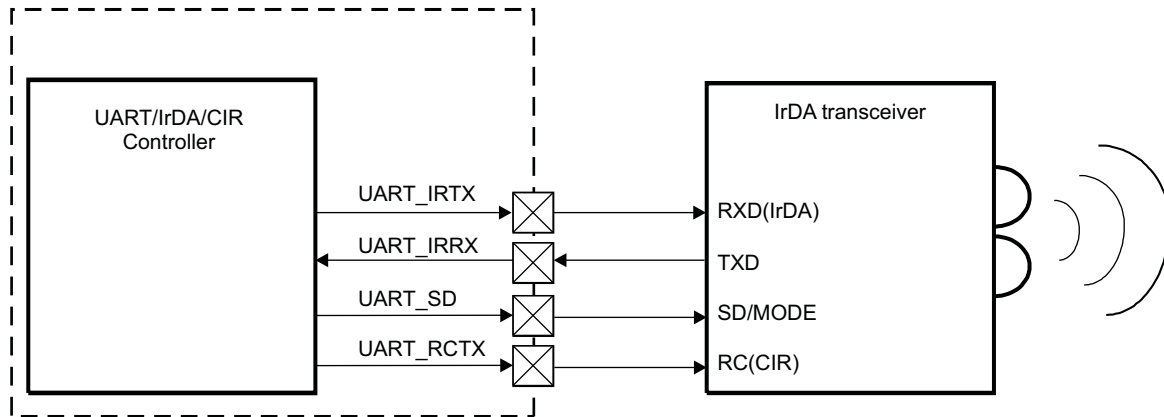 UART/IrDA/CIR
Controller
IrDA transceiver
UART_IRTX
RXD(IrDA)
UART_IRRX
TXD
UART_SD
SD/MODE
UART_RCTX
RC(CIR)